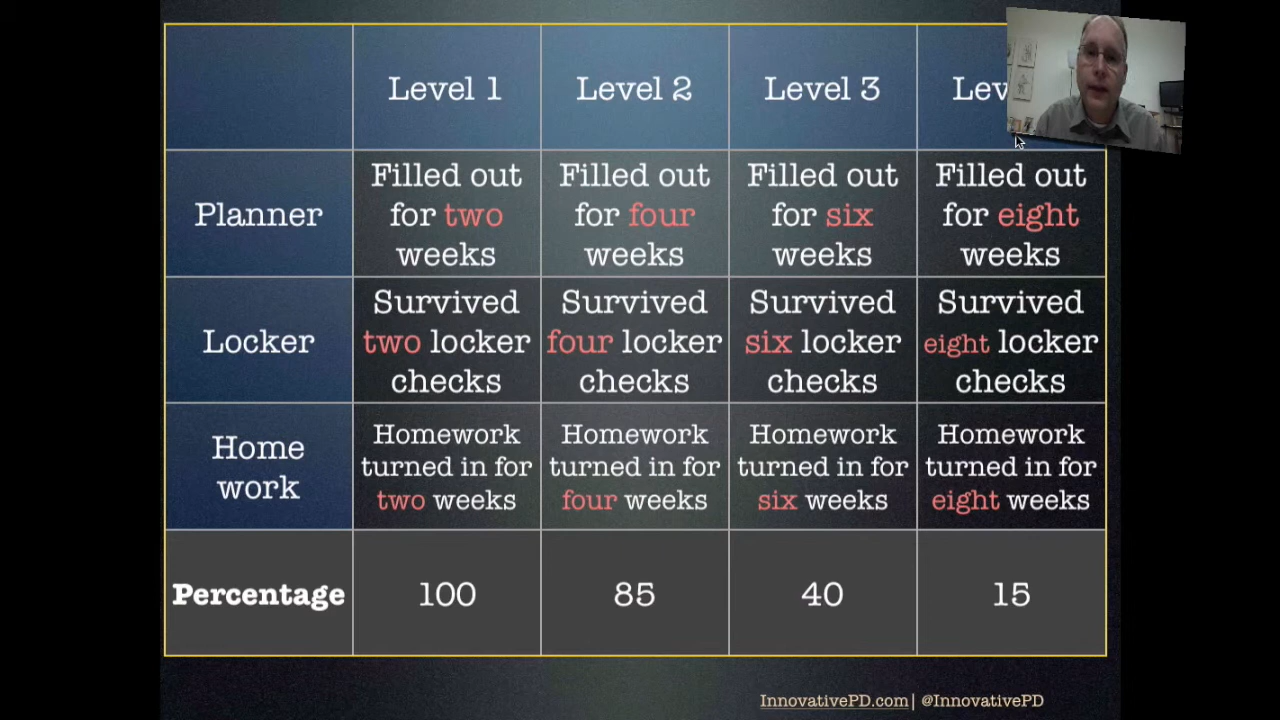 Level 1
Level 2
Level 3
Lev
Planner
Filled out
for two
weeks
Filled out
for four
weeks
Filled out
for six
weeks
Filled out
for eight
weeks
Locker
Survived
two locker
checks
Survived
four locker
checks
Survived
six locker
checks
Survived
eight locker
checks
Home
work
Homework
turned in for
two weeks
Homework
turned in for
four weeks
Homework
turned in for
six weeks
Homework
turned in for
eight weeks
Percentage
100
85
40
15
InnovativePD.com| @InnovativePD